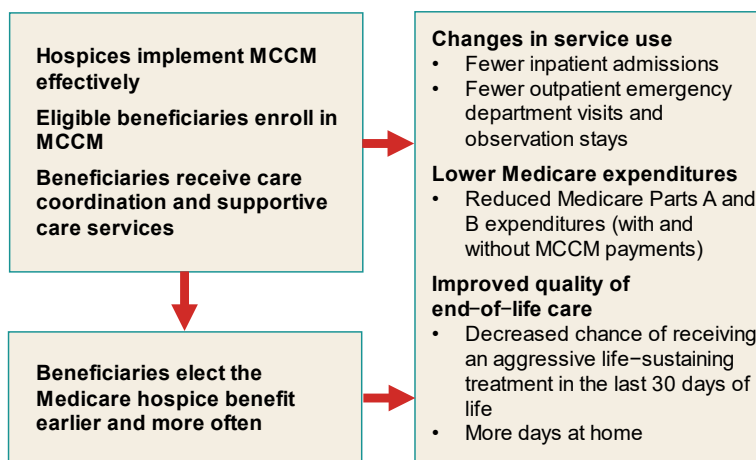 Hospices implement MCCM
effectively
Eligible beneficiaries enroll in
MCCM
Beneficiaries receive care
coordination and supportive
care services
Beneficiaries elect the
Medicare hospice benefit
earlier and more often
Changes in service use
• Fewer inpatient admissions
• Fewer outpatient emergency
department visits and
observation stays
Lower Medicare expenditures
• Reduced Medicare Parts A and
B expenditures (with and
without MCCM payments)
Improved quality of
end−of−life care
• Decreased chance of receiving
an aggressive life−sustaining
treatment in the last 30 days of
life
• More days at home